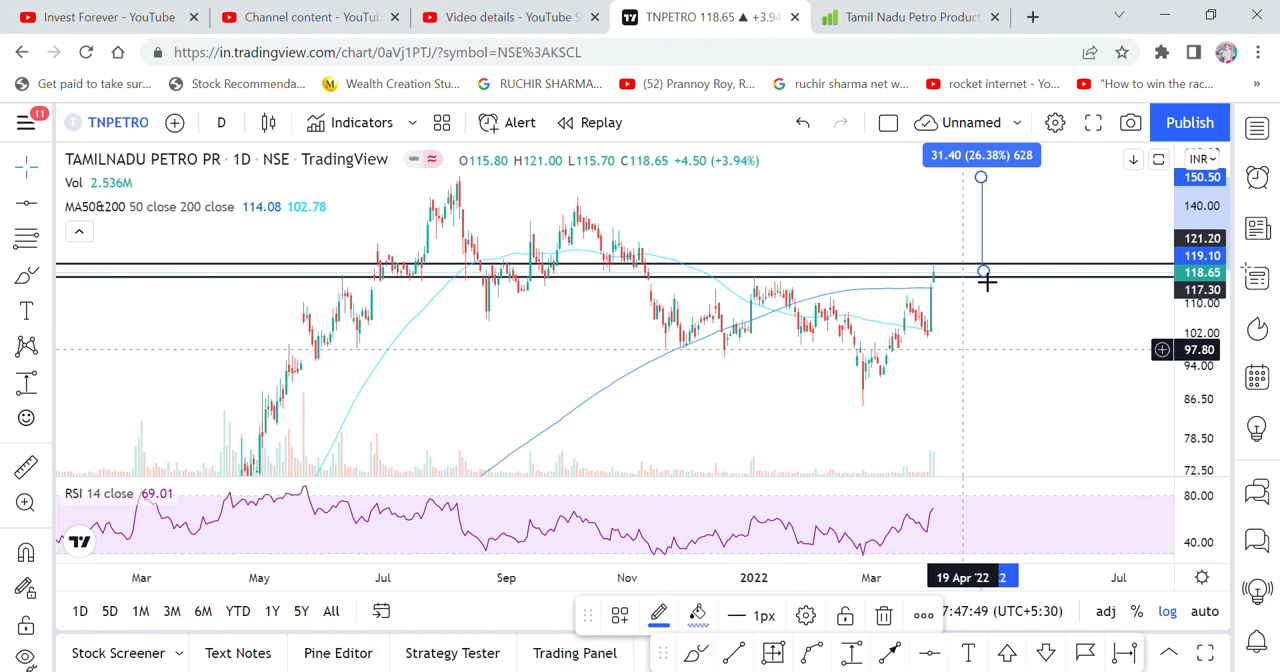 Invest Forever - YouTube
Channel content - YouTub
Video details - YouTube S
TNPETRO 118.65 ▲ +3.94
Tamil Nadu Petro Product
https://in.tradingview.com/chart/0aVj1PTJ/?symbol=NSE%3AKSCL
Get paid to take sur...
Stock Recommenda...
Wealth Creation Stu...
RUCHIR SHARMA...
(52) Prannoy Roy, R...
ruchir sharma net w...
rocket internet - Yo...
"How to win the rac...
»
11
T
TNPETRO
D
Indicators
Alert
Replay
Unnamed
Publish
TAMILNADU PETRO PR · 1D · NSE · TradingView
O115.80 H121.00 L115.70 C118.65 +4.50 (+3.94%)
31.40 (26.38%) 628
INR
Vol 2.536M
MA50&200 50 close 200 close 114.08 102.78
150.50
140.00
121.20
119.10
118.65
117.30
110.00
102.00
97.80
94.00
86.50
78.50
72.50
RSI 14 close 69.01
80.00
40.00
Mar
May
Jul
Sep
Nov
2022
Mar
19 Apr '22
2
Jul
1D
5D
1M
3M
6M
YTD
1Y
5Y
All
1px
7:47:49 (UTC+5:30)
adj
%
log
auto
Stock Screener
Text Notes
Pine Editor
Strategy Tester
Trading Panel